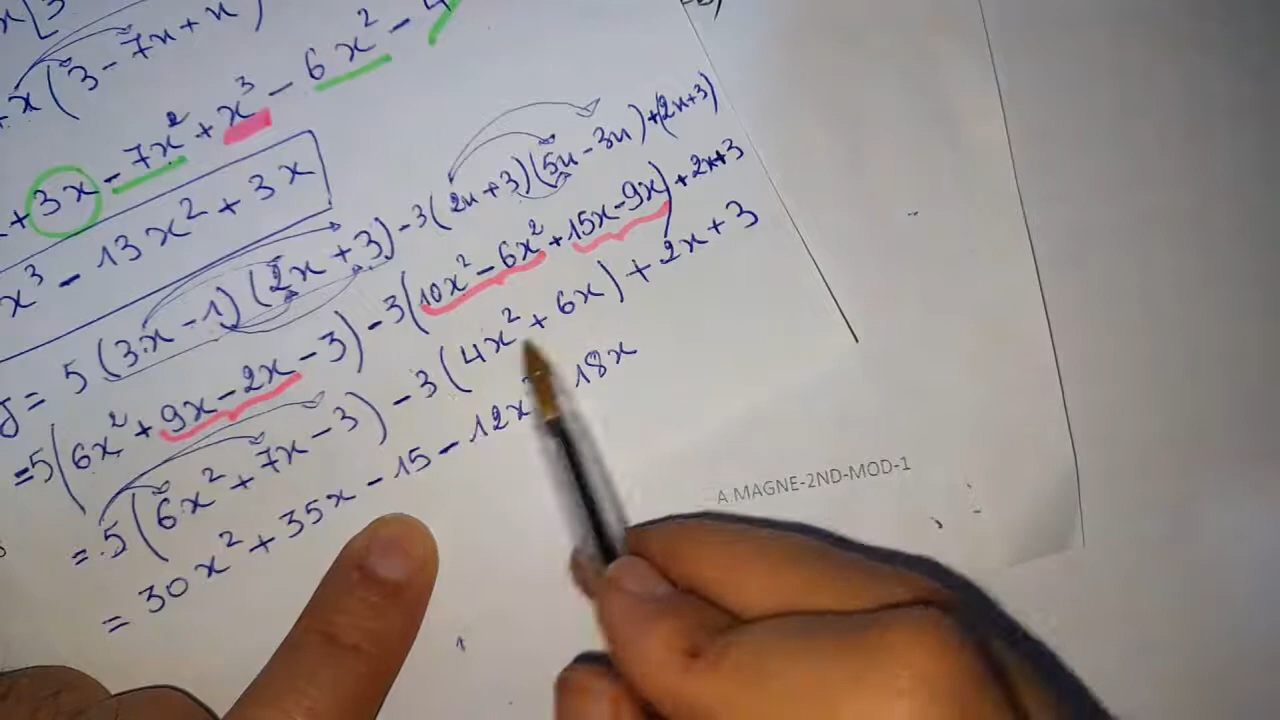 x(3 - 7x + x
+ 3x - 7x² + x³ - 6x² -
x³ - 13x² + 3x
J = 5(3x - 1)(2x + 3) - 3(2x + 3)(5x - 3x) + (2x + 3)
= 5(6x² + 9x - 2x - 3) - 3(10x² - 6x² + 15x - 9x) + 2x + 3
= 5(6x² + 7x - 3) - 3(4x² + 6x) + 2x + 3
= 30x² + 35x - 15 - 12x² 18x
A.MAGNE-2ND-MOD-1